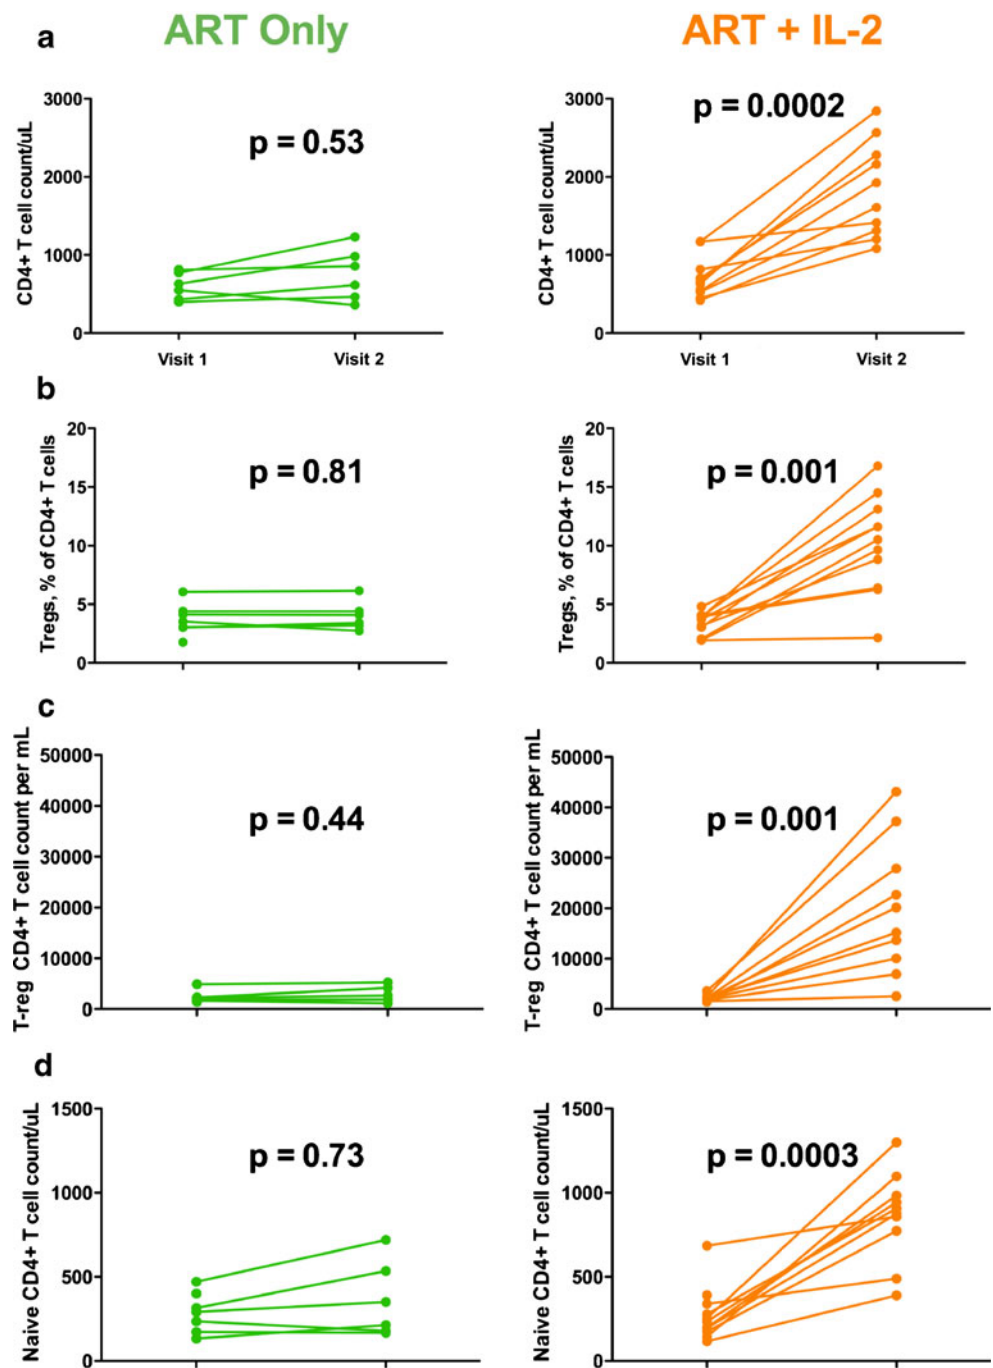 a
ART Only
ART + IL-2
CD4+ T cell count/uL
3000
2000
1000
0
p = 0.53
Visit 1
Visit 2
CD4+ T cell count/uL
3000
2000
1000
0
p = 0.0002
Visit 1
Visit 2
b
Tregs, % of CD4+ T cells
20
15
10
5
0
p = 0.81
Tregs, % of CD4+ T cells
20
15
10
5
0
p = 0.001
c
T-reg CD4+ T cell count per mL
50000
40000
30000
20000
10000
0
p = 0.44
T-reg CD4+ T cell count per mL
50000
40000
30000
20000
10000
0
p = 0.001
d
Naive CD4+ T cell count/uL
1500
1000
500
0
p = 0.73
Naive CD4+ T cell count/uL
1500
1000
500
0
p = 0.0003